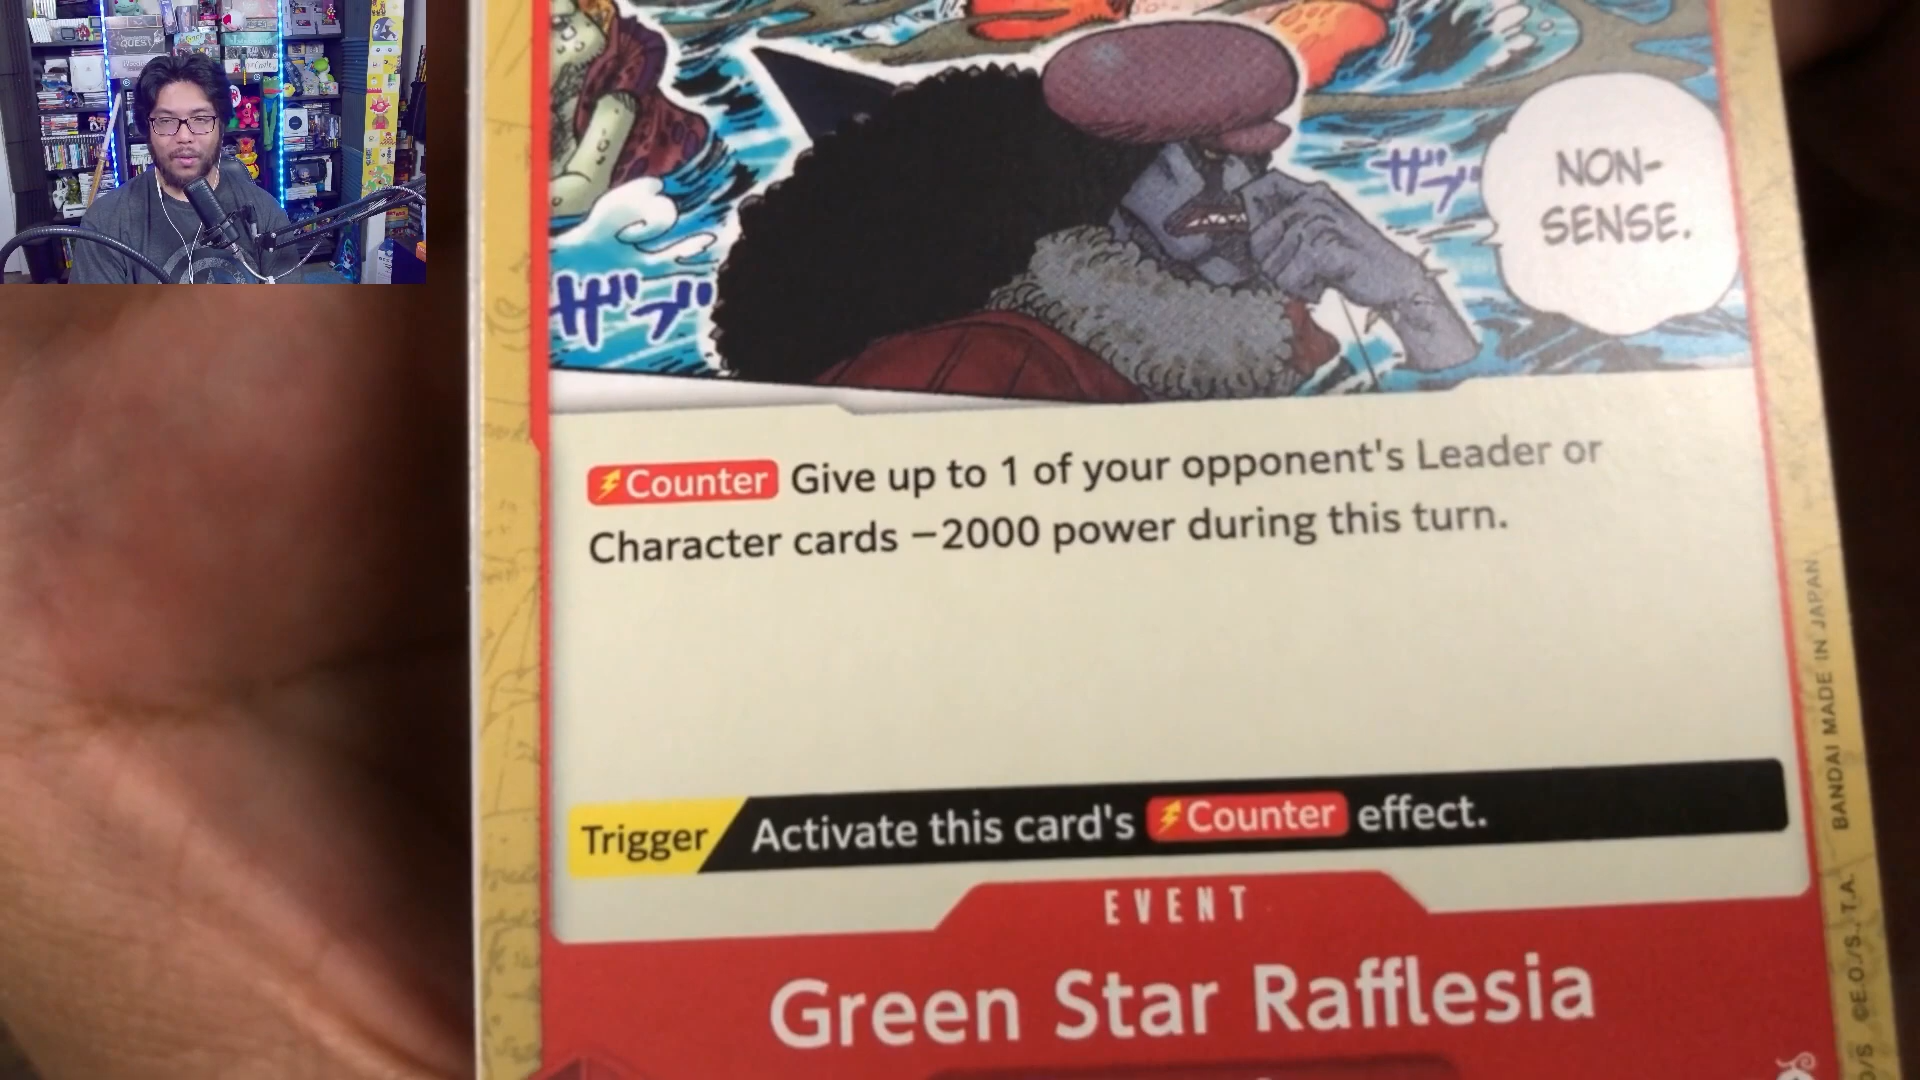 QUEST
NON-
SENSE.
ザブ
ザブ
Counter Give up to 1 of your opponent's Leader or
Character cards −2000 power during this turn.
Trigger Activate this card's Counter effect.
EVENT
Green Star Rafflesia
BANDAI MADE IN JAPAN
©E.O./S., T.A.